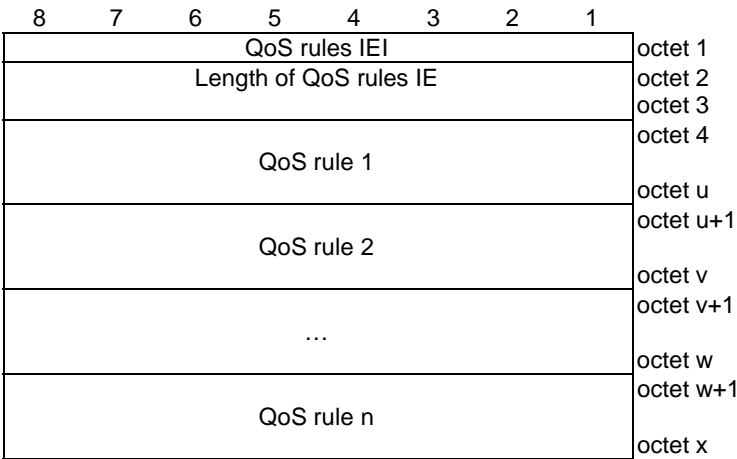 8 7 6 5 4 3 2 1
QoS rules IEI octet 1
Length of QoS rules IE octet 2
octet 3
octet 4
QoS rule 1
octet u
octet u+1
QoS rule 2
octet v
octet v+1
…
octet w
octet w+1
QoS rule n
octet x